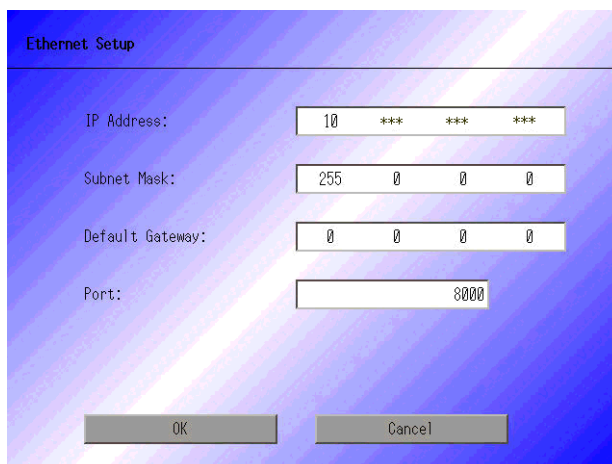 Ethernet Setup
IP Address: 10 *** *** ***
Subnet Mask: 255 0 0 0
Default Gateway: 0 0 0 0
Port: 8000
OK Cancel